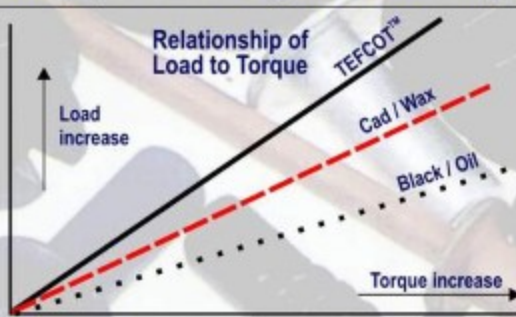 Relationship of
Load to Torque
TEFCOT™
Load
increase
Cad / Wax
Black / Oil
Torque increase